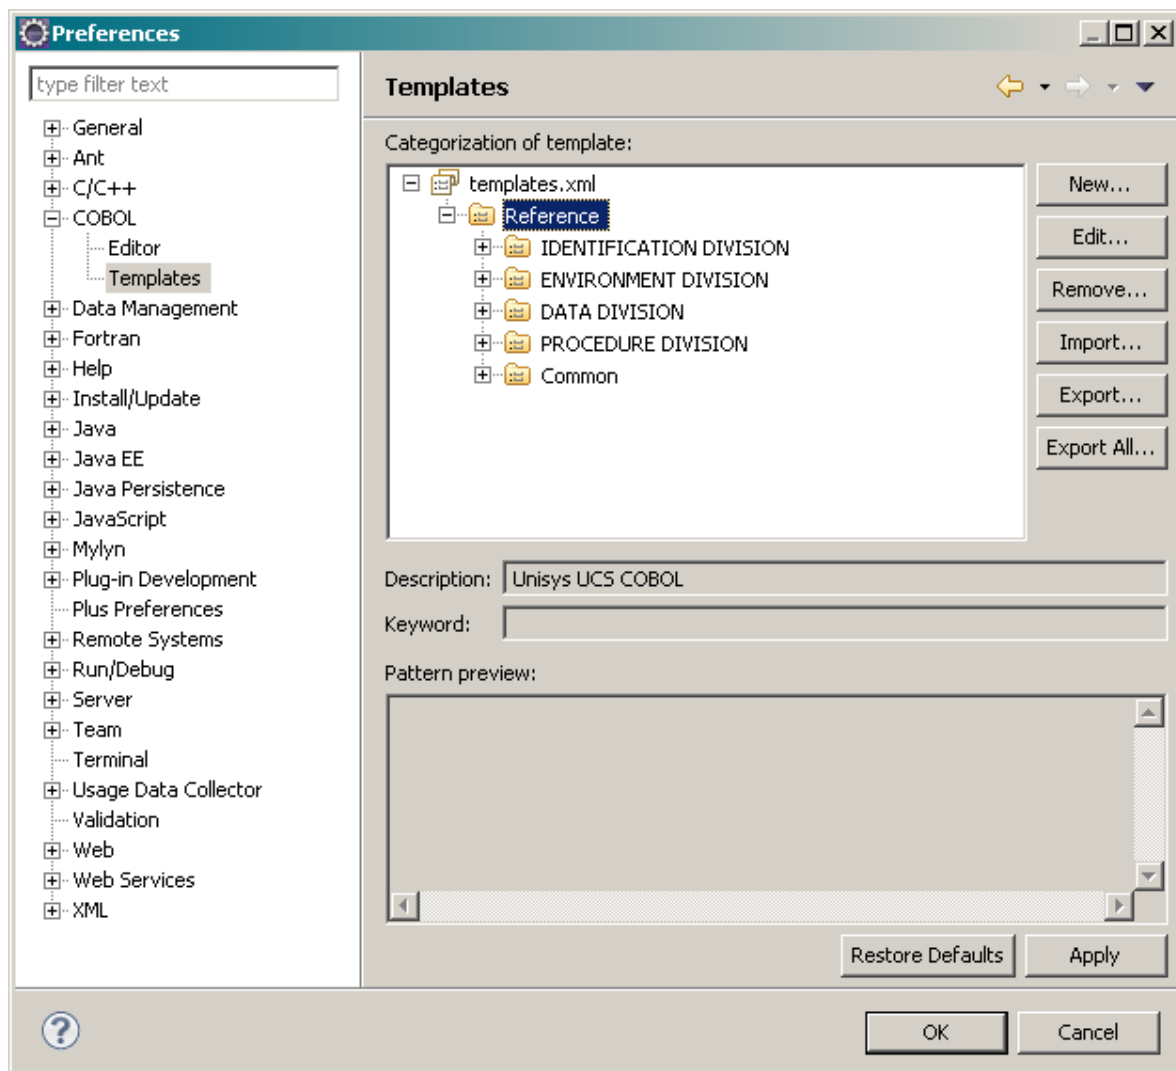 Preferences
type filter text
General
Ant
C/C++
COBOL
Editor
Templates
Data Management
Fortran
Help
Install/Update
Java
Java EE
Java Persistence
JavaScript
Mylyn
Plug-in Development
Plus Preferences
Remote Systems
Run/Debug
Server
Team
Terminal
Usage Data Collector
Validation
Web
Web Services
XML
Templates
Categorization of template:
templates.xml
Reference
IDENTIFICATION DIVISION
ENVIRONMENT DIVISION
DATA DIVISION
PROCEDURE DIVISION
Common
New...
Edit...
Remove...
Import...
Export...
Export All...
Description: Unisys UCS COBOL
Keyword:
Pattern preview:
Restore Defaults
Apply
OK
Cancel